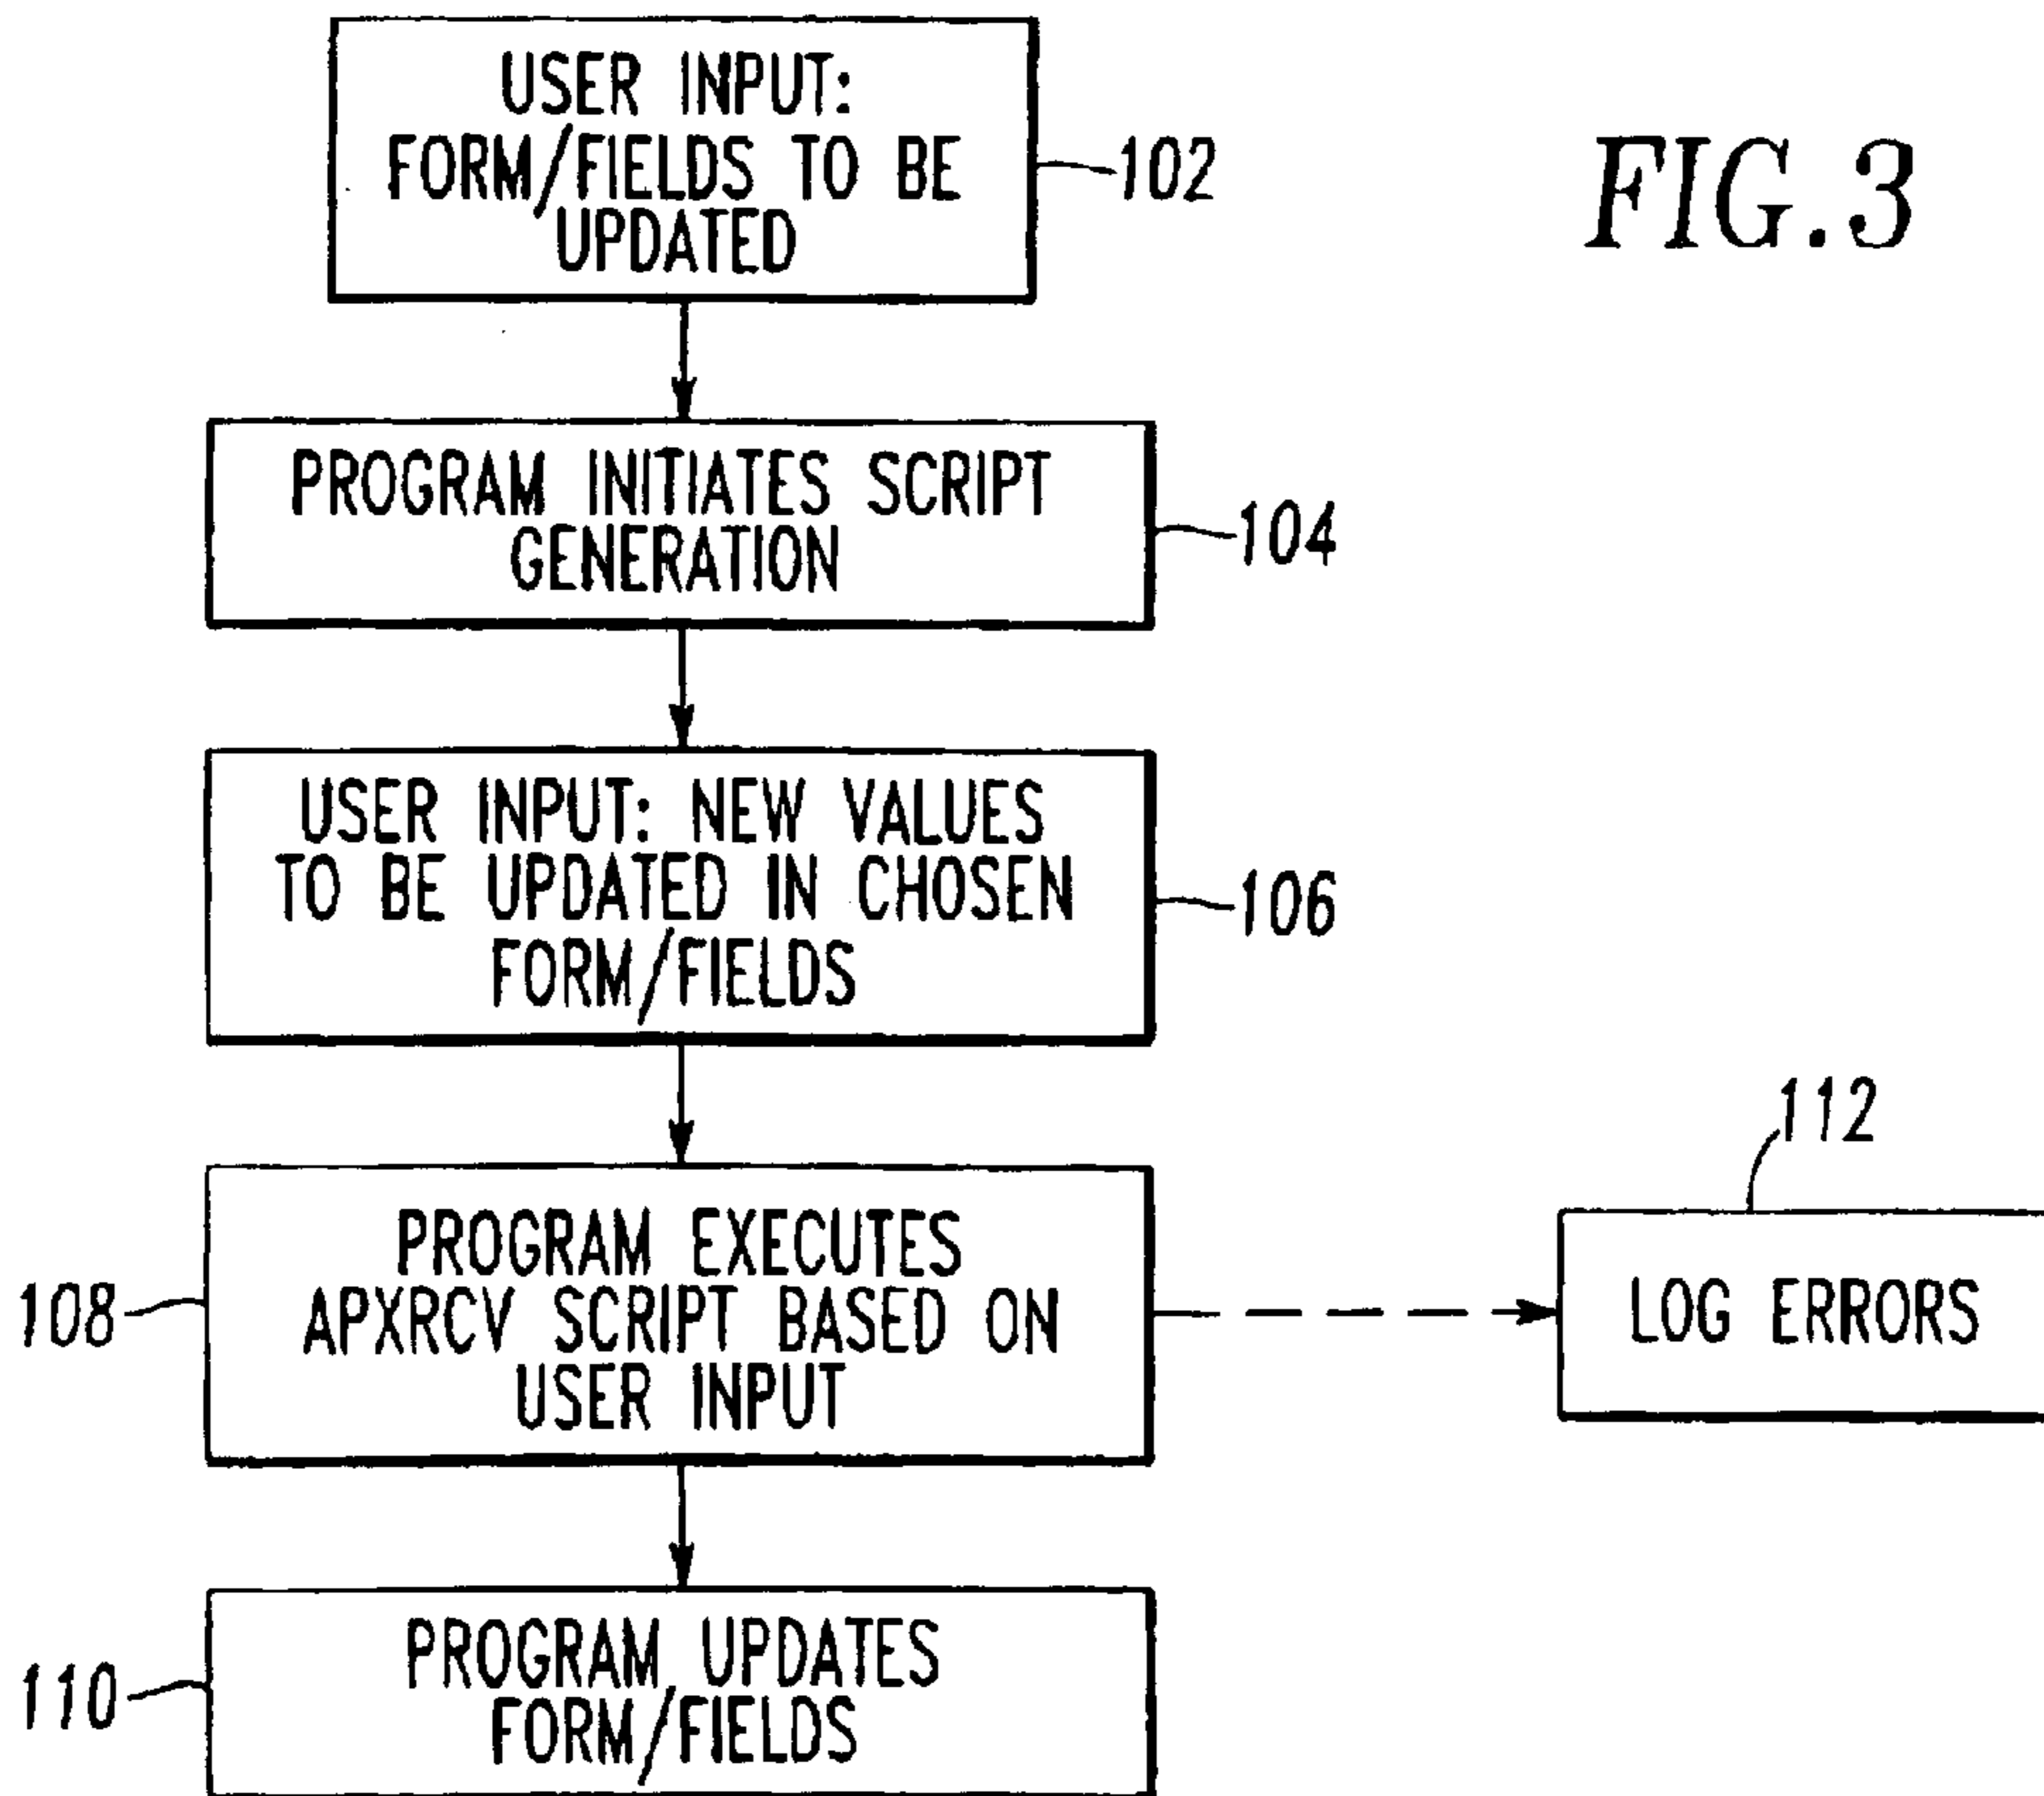 USER INPUT:
FORM/FIELDS TO BE
UPDATED
102
FIG.3
PROGRAM INITIATES SCRIPT
GENERATION
104
USER INPUT: NEW VALUES
TO BE UPDATED IN CHOSEN
FORM/FIELDS
106
PROGRAM EXECUTES
APXRCV SCRIPT BASED ON
USER INPUT
108
112
LOG ERRORS
PROGRAM UPDATES
FORM/FIELDS
110